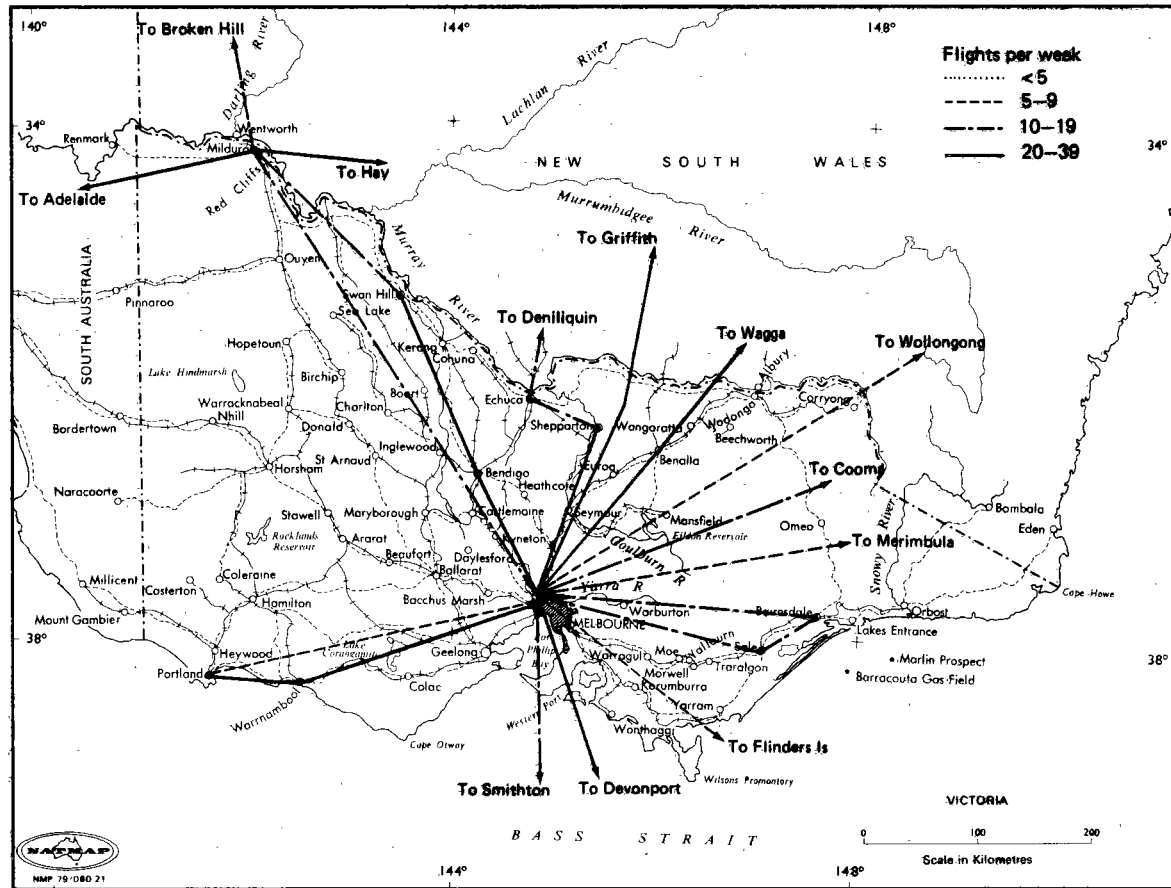 140°
144°
148°
To Broken Hill
Darling River
Lachlan River
Flights per week
<5
5–9
10–19
20–39
34°
34°
Renmark
Wentworth
Mildura
Red Cliffs
To Hay
To Adelaide
NEW SOUTH WALES
Murrumbidgee River
To Griffith
Murray River
SOUTH AUSTRALIA
Ouyen
Pinnaroo
Swan Hill
Sea Lake
To Deniliquin
To Wagga
To Wollongong
Hopetoun
Kerang
Cohuna
Lake Hindmarsh
Birchip
Boort
Echuca
Albury
Wodonga
Corryong
Warracknabeal
Nhill
Charlton
Bordertown
Donald
Shepparton
Wangaratta
Beechworth
Inglewood
St Arnaud
Horsham
Bendigo
Euroa
Benalla
To Cooma
Heathcote
Naracoorte
Stawell
Maryborough
Castlemaine
Seymour
Mansfield
Eildon Reservoir
Omeo
Snowy River
Bombala
Eden
Rocklands Reservoir
Ararat
Kyneton
Goulburn R
To Merimbula
Beaufort
Daylesford
Ballarat
Millicent
Casterton
Coleraine
Bacchus Marsh
Yarra R
Cape Howe
Hamilton
Warburton
Bairnsdale
Orbost
Mount Gambier
MELBOURNE
Lakes Entrance
38°
38°
Heywood
Lake Corangamite
Geelong
Port Philip Bay
Warragul
Moe
Yallourn
Sale
Marlin Prospect
Portland
Morwell
Traralgon
Barracouta Gas Field
Colac
Korumburra
Warrnambool
Western Port
Yarram
Wonthaggi
Cape Otway
To Flinders Is
Wilsons Promontory
To Smithton
To Devonport
VICTORIA
BASS STRAIT
0 100 200
Scale in Kilometres
NATMAP
NMP 79/080 21
144°
148°